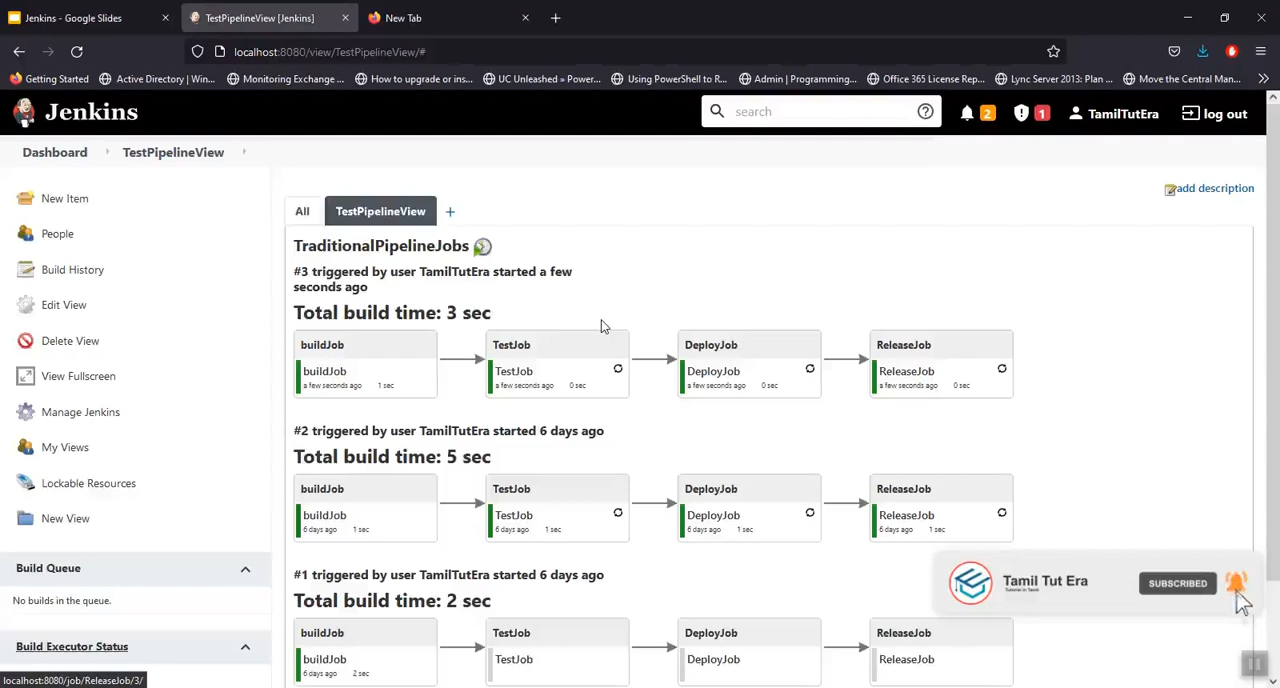 Jenkins - Google Slides
TestPipelineView [Jenkins]
New Tab
localhost:8080/view/TestPipelineView/#
Getting Started
Active Directory | Win...
Monitoring Exchange ...
How to upgrade or ins...
UC Unleashed » Power...
Using PowerShell to R...
Admin | Programming...
Office 365 License Rep...
Lync Server 2013: Plan ...
Move the Central Man...
Jenkins
search
2
1
TamilTutEra
log out
Dashboard
TestPipelineView
New Item
People
Build History
Edit View
Delete View
View Fullscreen
Manage Jenkins
My Views
Lockable Resources
New View
Build Queue
No builds in the queue.
Build Executor Status
localhost:8080/job/ReleaseJob/3/
add description
All
TestPipelineView
+
TraditionalPipelineJobs
#3 triggered by user TamilTutEra started a few
seconds ago
Total build time: 3 sec
buildJob
buildJob
a few seconds ago 1 sec
TestJob
TestJob
a few seconds ago 0 sec
DeployJob
DeployJob
a few seconds ago 0 sec
ReleaseJob
ReleaseJob
a few seconds ago 0 sec
#2 triggered by user TamilTutEra started 6 days ago
Total build time: 5 sec
buildJob
buildJob
6 days ago 1 sec
TestJob
TestJob
6 days ago 1 sec
DeployJob
DeployJob
6 days ago 1 sec
ReleaseJob
ReleaseJob
6 days ago 1 sec
#1 triggered by user TamilTutEra started 6 days ago
Total build time: 2 sec
buildJob
buildJob
6 days ago 2 sec
TestJob
TestJob
DeployJob
DeployJob
ReleaseJob
ReleaseJob
Tamil Tut Era
Tutorial in Tamil
SUBSCRIBED